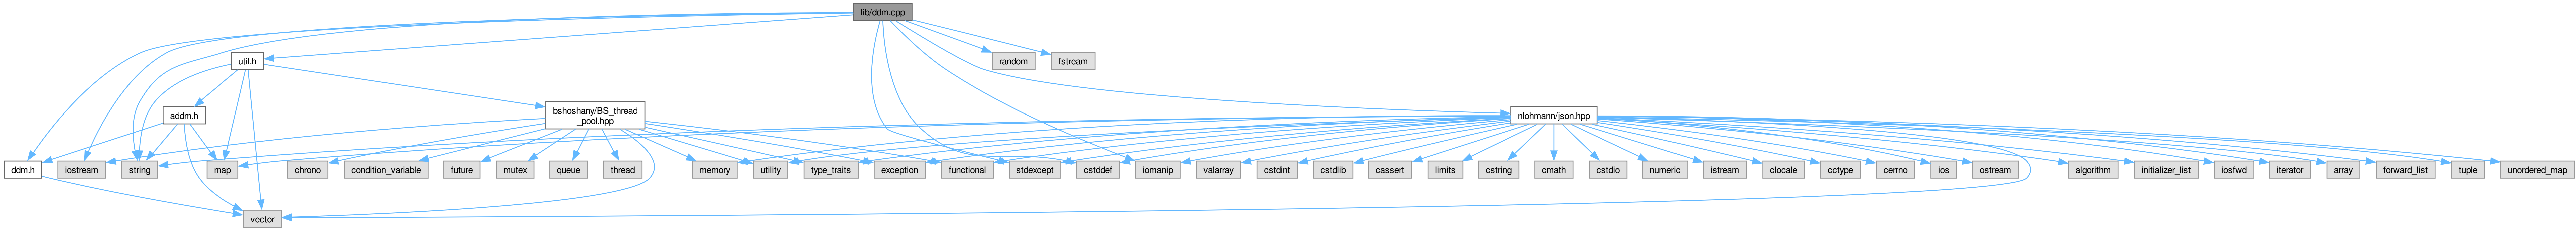 lib/ddm.cpp
util.h
random
fstream
addm.h
bshoshany/BS_thread
_pool.hpp
nlohmann/json.hpp
ddm.h
iostream
string
map
chrono
condition_variable
future
mutex
queue
thread
memory
utility
type_traits
exception
functional
stdexcept
cstddef
iomanip
valarray
cstdint
cstdlib
cassert
limits
cstring
cmath
cstdio
numeric
istream
clocale
cctype
cerrno
ios
ostream
algorithm
initializer_list
iosfwd
iterator
array
forward_list
tuple
unordered_map
vector